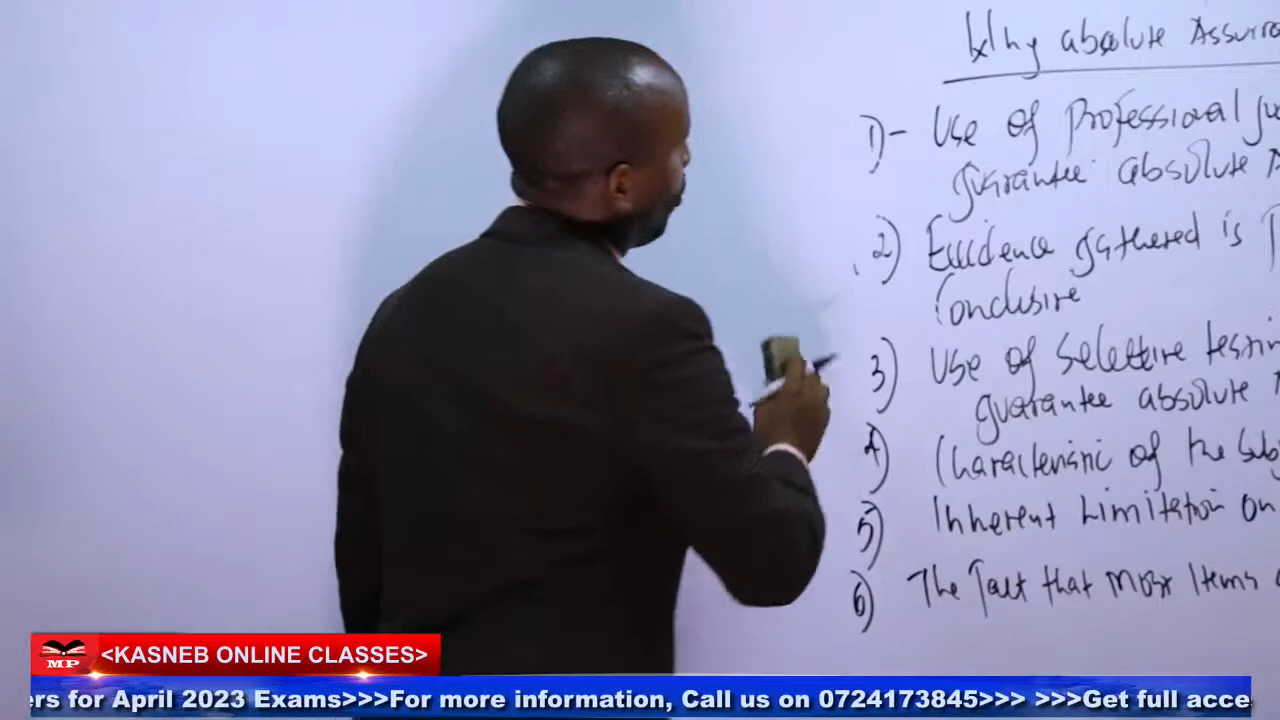 Why absolute Assura
1)- Use of professional ju
guarantee absolute A
2) Evidence gathered is P
Conclusive
3) Use of selective testin
guarantee absolute A
4) Characteristic of the Subj
5) Inherent Limitation on
6) The fact that most Items
MP
<KASNEB ONLINE CLASSES>
ers for April 2023 Exams>>>For more information, Call us on 0724173845>>> >>>Get full acce